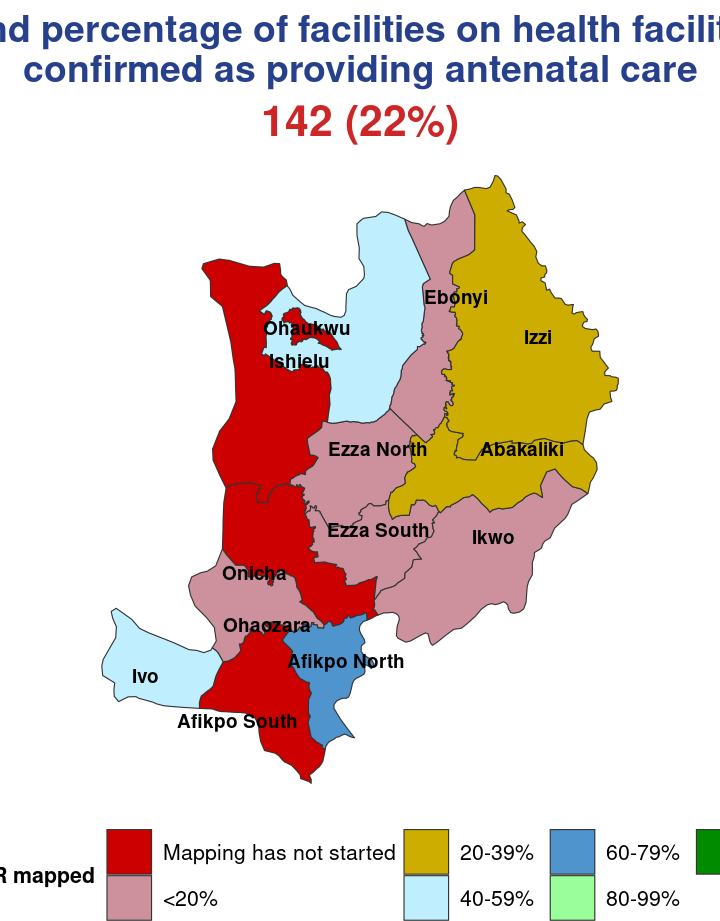 percentage of facilities on health
confirmed as providing antenatal care
142 (22%)
Ebonyi
Ohaukwu
Izzi
Ishielu
Ezza North
Abakaliki
Ezza South
Ikwo
Onicha
Ohaozara
Afikpo North
Ivo
Afikpo South
Mapping has not started
20-39%
60-79%
mapped
<20%
40-59%
80-99%